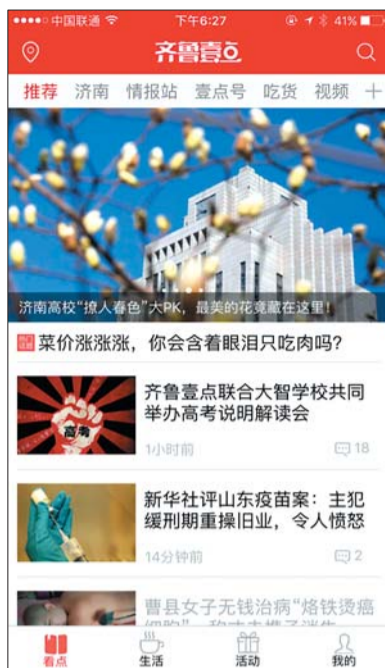 中国联通 下午6:27 41%
齐鲁壹点
推荐 济南 情报站 壹点号 吃货 视频
济南高校“撩人春色”大PK，最美的花竟藏在这里！
热门话题 菜价涨涨涨，你会含着眼泪只吃肉吗？
高考
齐鲁壹点联合大智学校共同
举办高考说明解读会
1小时前 18
新华社评山东疫苗案：主犯
缓刑期重操旧业，令人愤怒
14分钟前 2
曹县女子无钱治病“烙铁烫癌
看点 生活 活动 我的